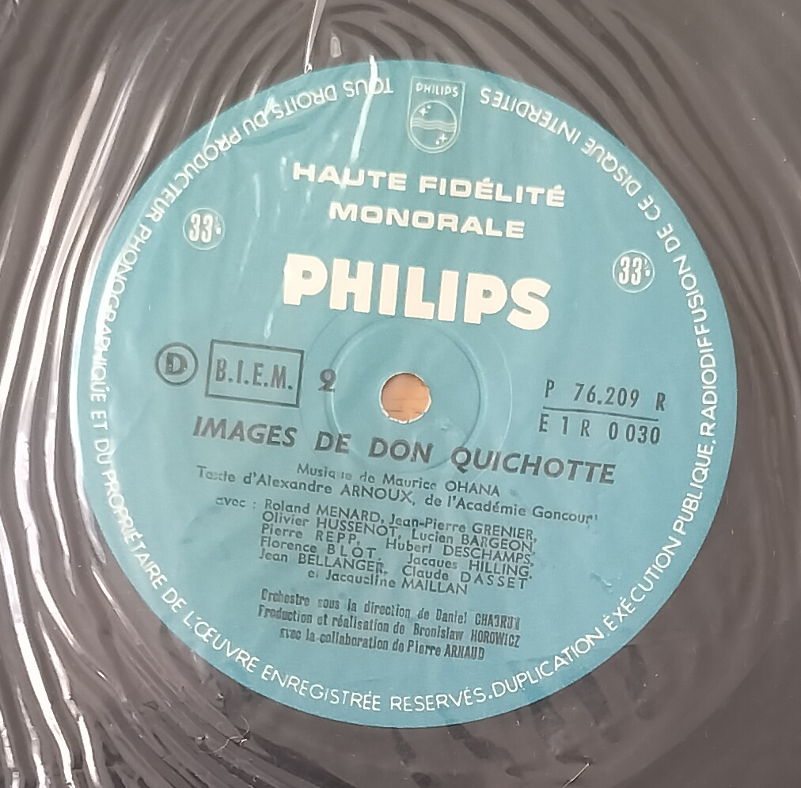 PHILIPS
TOUS DROITS DU PRODUCTEUR PHONOGRAPHIQUE ET DU PROPRIÉTAIRE DE L'ŒUVRE ENREGISTRÉE RESERVÉS. DUPLICATION. EXÉCUTION PUBLIQUE. RADIODIFFUSION DE CE DISQUE INTERDITES
HAUTE FIDÉLITÉ
MONORALE
33⅓ 33⅓
PHILIPS
D B.I.E.M. 2
P 76.209 R
E 1 R 0030
IMAGES DE DON QUICHOTTE
Musique de Maurice OHANA
Texte d'Alexandre ARNOUX, de l'Académie Goncourt
avec : Roland MENARD, Jean-Pierre GRENIER,
Olivier HUSSENOT, Lucien BARGEON,
Pierre REPP, Hubert DESCHAMPS,
Florence BLOT, Jacques HILLING,
Jean BELLANGER, Claude DASSET
et Jacqueline MAILLAN
Orchestre sous la direction de Daniel
Production et réalisation de Bronislaw HOROWICZ
avec la collaboration de Pierre ARNAUD